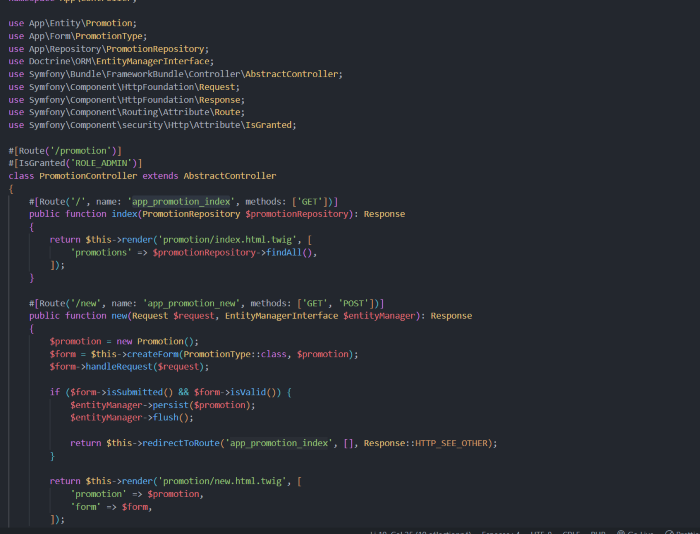 namespace App\Controller;
use App\Entity\Promotion;
use App\Form\PromotionType;
use App\Repository\PromotionRepository;
use Doctrine\ORM\EntityManagerInterface;
use Symfony\Bundle\FrameworkBundle\Controller\AbstractController;
use Symfony\Component\HttpFoundation\Request;
use Symfony\Component\HttpFoundation\Response;
use Symfony\Component\Routing\Attribute\Route;
use Symfony\Component\security\Http\Attribute\IsGranted;
#[Route('/promotion')]
#[IsGranted('ROLE_ADMIN')]
class PromotionController extends AbstractController
{
#[Route('/', name: 'app_promotion_index', methods: ['GET'])]
public function index(PromotionRepository $promotionRepository): Response
{
return $this->render('promotion/index.html.twig', [
'promotions' => $promotionRepository->findAll(),
]);
}
#[Route('/new', name: 'app_promotion_new', methods: ['GET', 'POST'])]
public function new(Request $request, EntityManagerInterface $entityManager): Response
{
$promotion = new Promotion();
$form = $this->createForm(PromotionType::class, $promotion);
$form->handleRequest($request);
if ($form->isSubmitted() && $form->isValid()) {
$entityManager->persist($promotion);
$entityManager->flush();
return $this->redirectToRoute('app_promotion_index', [], Response::HTTP_SEE_OTHER);
}
return $this->render('promotion/new.html.twig', [
'promotion' => $promotion,
'form' => $form,
]);